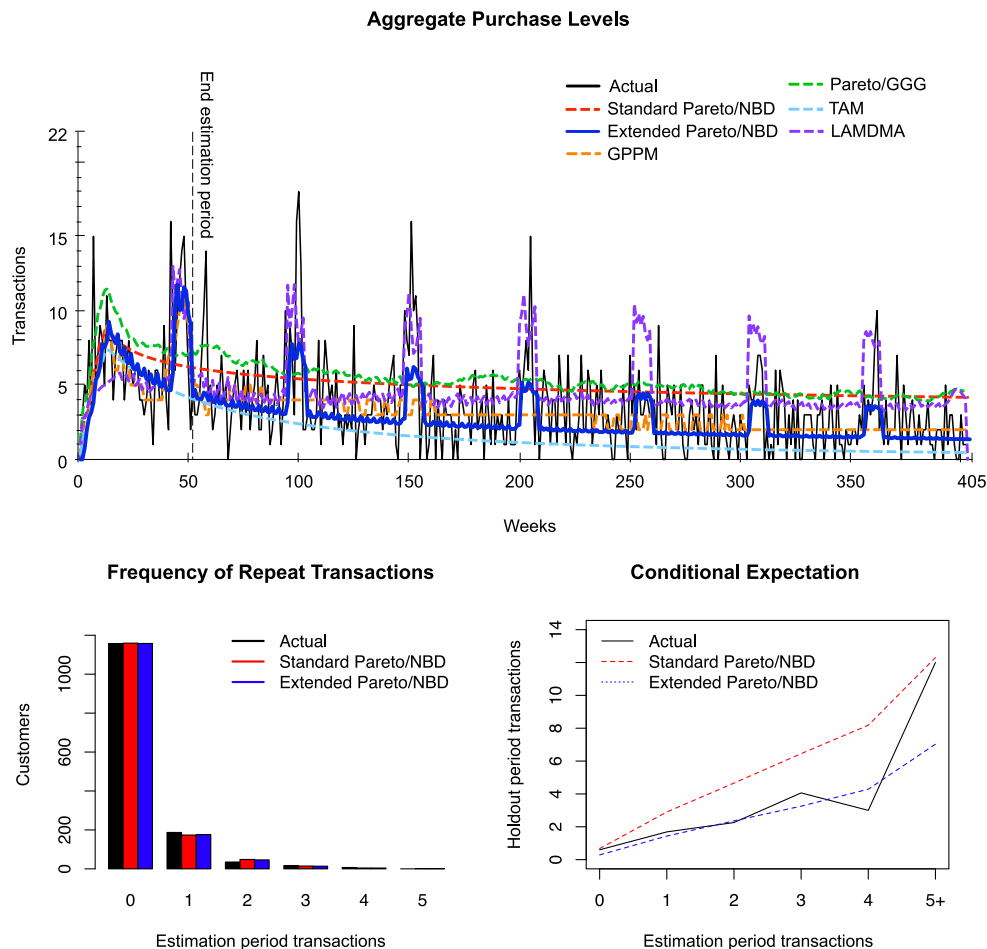 Aggregate Purchase Levels
Actual
Standard Pareto/NBD
Extended Pareto/NBD
GPPM
Pareto/GGG
TAM
LAMDMA
End estimation period
Transactions
22
15
10
5
0
0
50
100
150
200
250
300
350
405
Weeks
Frequency of Repeat Transactions
Actual
Standard Pareto/NBD
Extended Pareto/NBD
Customers
1000
600
200
0
0
1
2
3
4
5
Estimation period transactions
Conditional Expectation
Actual
Standard Pareto/NBD
Extended Pareto/NBD
Holdout period transactions
14
12
10
8
6
4
2
0
0
1
2
3
4
5+
Estimation period transactions